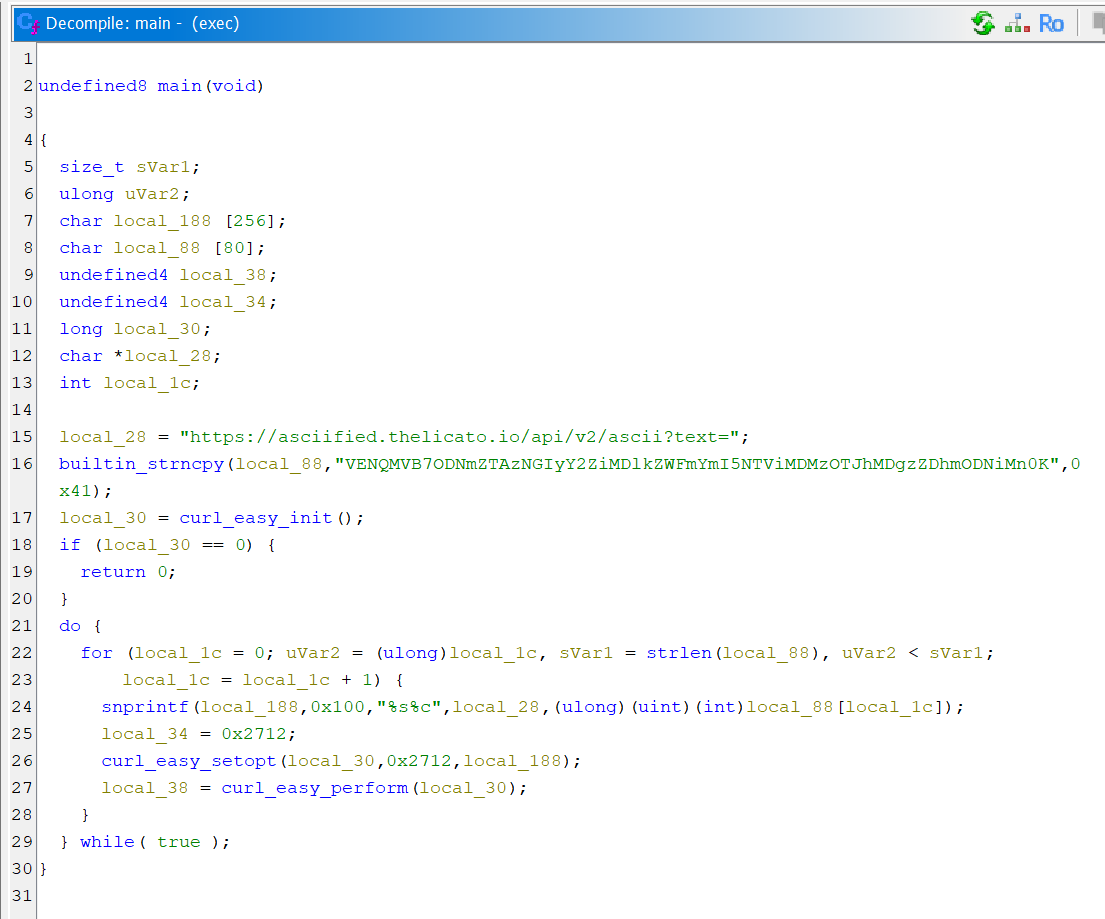 Decompile: main - (exec)
Ro
1
2 undefined8 main(void)
3
4 {
5 size_t sVar1;
6 ulong uVar2;
7 char local_188 [256];
8 char local_88 [80];
9 undefined4 local_38;
10 undefined4 local_34;
11 long local_30;
12 char *local_28;
13 int local_1c;
14
15 local_28 = "https://asciified.thelicato.io/api/v2/ascii?text=";
16 builtin_strncpy(local_88,"VENQMVB7ODNmZTAzNGIyY2ZiMDlkZWFmYmI5NTViMDMzOTJhMDgzZDhmODNiMn0K",0
x41);
17 local_30 = curl_easy_init();
18 if (local_30 == 0) {
19 return 0;
20 }
21 do {
22 for (local_1c = 0; uVar2 = (ulong)local_1c, sVar1 = strlen(local_88), uVar2 < sVar1;
23 local_1c = local_1c + 1) {
24 snprintf(local_188,0x100,"%s%c",local_28,(ulong)(uint)(int)local_88[local_1c]);
25 local_34 = 0x2712;
26 curl_easy_setopt(local_30,0x2712,local_188);
27 local_38 = curl_easy_perform(local_30);
28 }
29 } while( true );
30 }
31